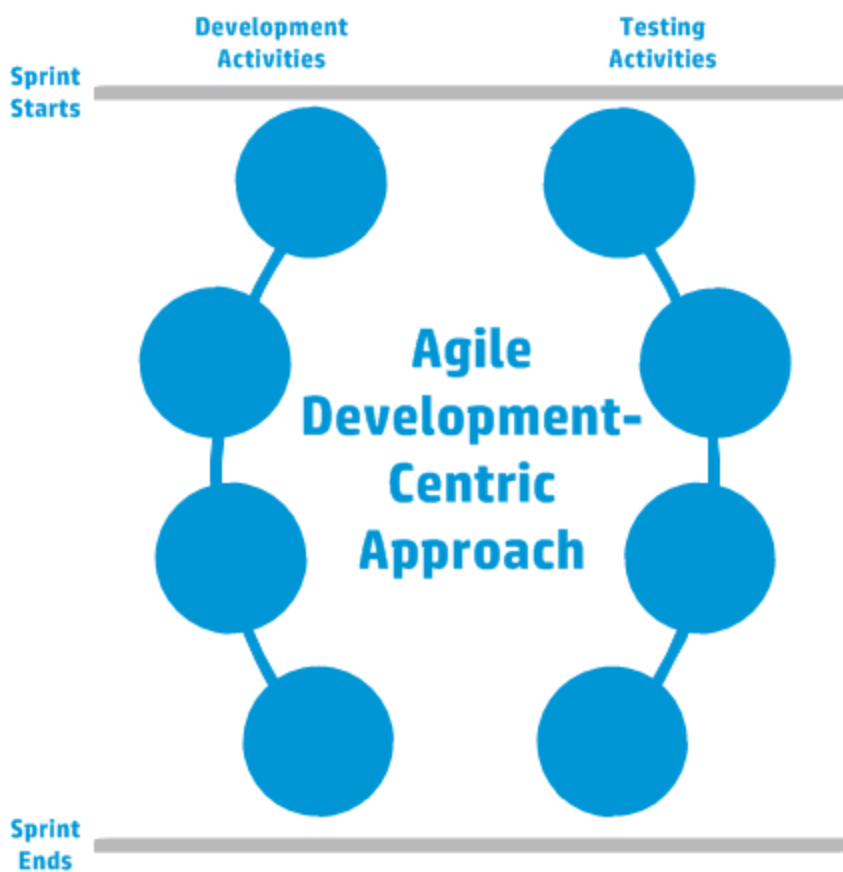 Development
Activities
Testing
Activities
Sprint
Starts
Agile
Development-
Centric
Approach
Sprint
Ends